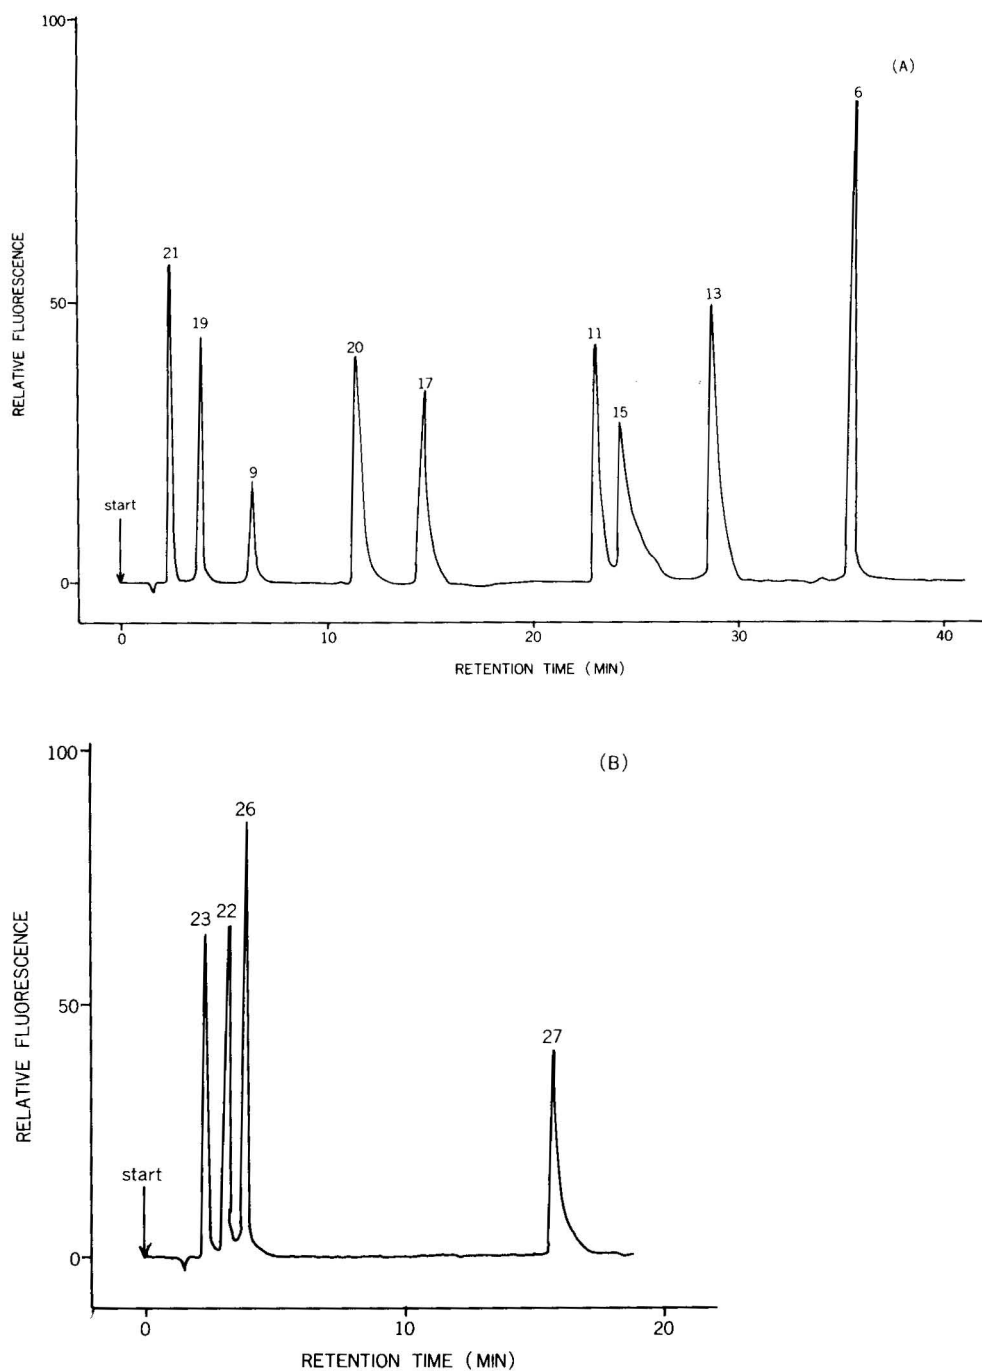 100
(A)
6
RELATIVE FLUORESCENCE
21
50
19
13
20
11
17
15
9
start
0
0 10 20 30 40
RETENTION TIME (MIN)
100
(B)
26
RELATIVE FLUORESCENCE
23 22
50
27
start
0
0 10 20
RETENTION TIME (MIN)